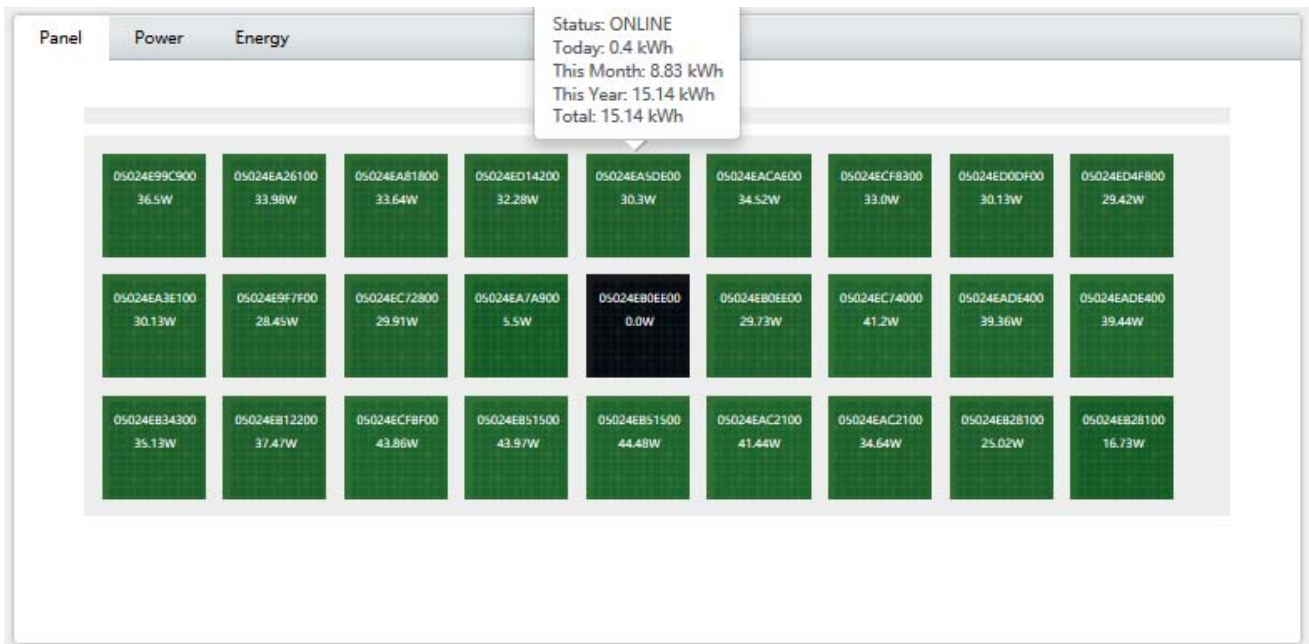 Panel Power Energy
Status: ONLINE
Today: 0.4 kWh
This Month: 8.83 kWh
This Year: 15.14 kWh
Total: 15.14 kWh
05024E99C900 05024EA26100 05024EA81800 05024ED14200 05024EA5DE00 05024EACAE00 05024ECF8300 05024ED0DF00 05024ED4F800
36.5W 33.98W 33.64W 32.28W 30.3W 34.52W 33.0W 30.13W 29.42W
05024EA3E100 05024E9F7F00 05024EC72800 05024EA7A900 05024EB0EE00 05024EB0EE00 05024EC74000 05024EADE400 05024EADE400
30.13W 28.45W 29.91W 5.5W 0.0W 29.73W 41.2W 39.36W 39.44W
05024EB34300 05024EB12200 05024ECFBF00 05024EB51500 05024EB51500 05024EAC2100 05024EAC2100 05024EB28100 05024EB28100
35.13W 37.47W 43.86W 43.97W 44.48W 41.44W 34.64W 25.02W 16.73W